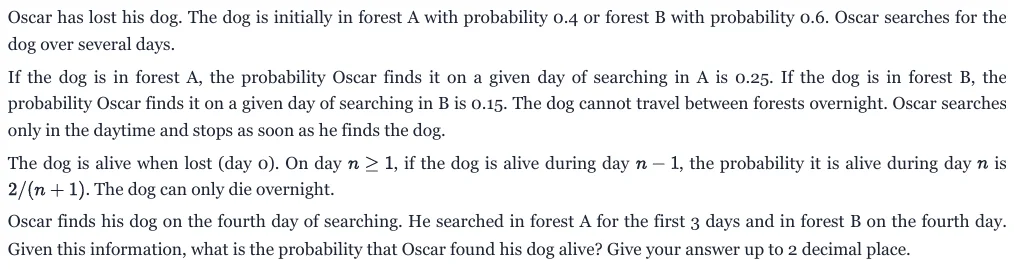 Oscar has lost his dog. The dog is initially in forest A with probability 0.4 or forest B with probability 0.6. Oscar searches for the
dog over several days.
If the dog is in forest A, the probability Oscar finds it on a given day of searching in A is 0.25. If the dog is in forest B, the
probability Oscar finds it on a given day of searching in B is 0.15. The dog cannot travel between forests overnight. Oscar searches
only in the daytime and stops as soon as he finds the dog.
The dog is alive when lost (day 0). On day n ≥ 1, if the dog is alive during day n − 1, the probability it is alive during day n is
2/(n + 1). The dog can only die overnight.
Oscar finds his dog on the fourth day of searching. He searched in forest A for the first 3 days and in forest B on the fourth day.
Given this information, what is the probability that Oscar found his dog alive? Give your answer up to 2 decimal place.